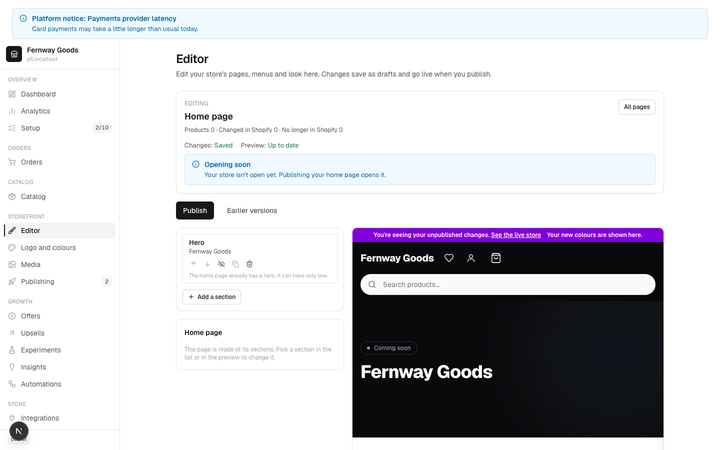 Platform notice: Payments provider latency
Card payments may take a little longer than usual today.
Fernway Goods
p6.localhost
OVERVIEW
Dashboard
Analytics
Setup 2/10
ORDERS
Orders
CATALOG
Catalog
STOREFRONT
Editor
Logo and colours
Media
Publishing 2
GROWTH
Offers
Upsells
Experiments
Insights
Automations
STORE
Integrations
N
Editor
Edit your store's pages, menus and look here. Changes save as drafts and go live when you publish.
EDITING
Home page
All pages
Products 0 · Changed in Shopify 0 · No longer in Shopify 0
Changes: Saved Preview: Up to date
Opening soon
Your store isn't open yet. Publishing your home page opens it.
Publish
Earlier versions
Hero
Fernway Goods
The home page already has a hero. It can have only one.
Add a section
Home page
This page is made of its sections. Pick a section in the
list or in the preview to change it.
You're seeing your unpublished changes. See the live store Your new colours are shown here.
Fernway Goods
Search products...
Coming soon
Fernway Goods